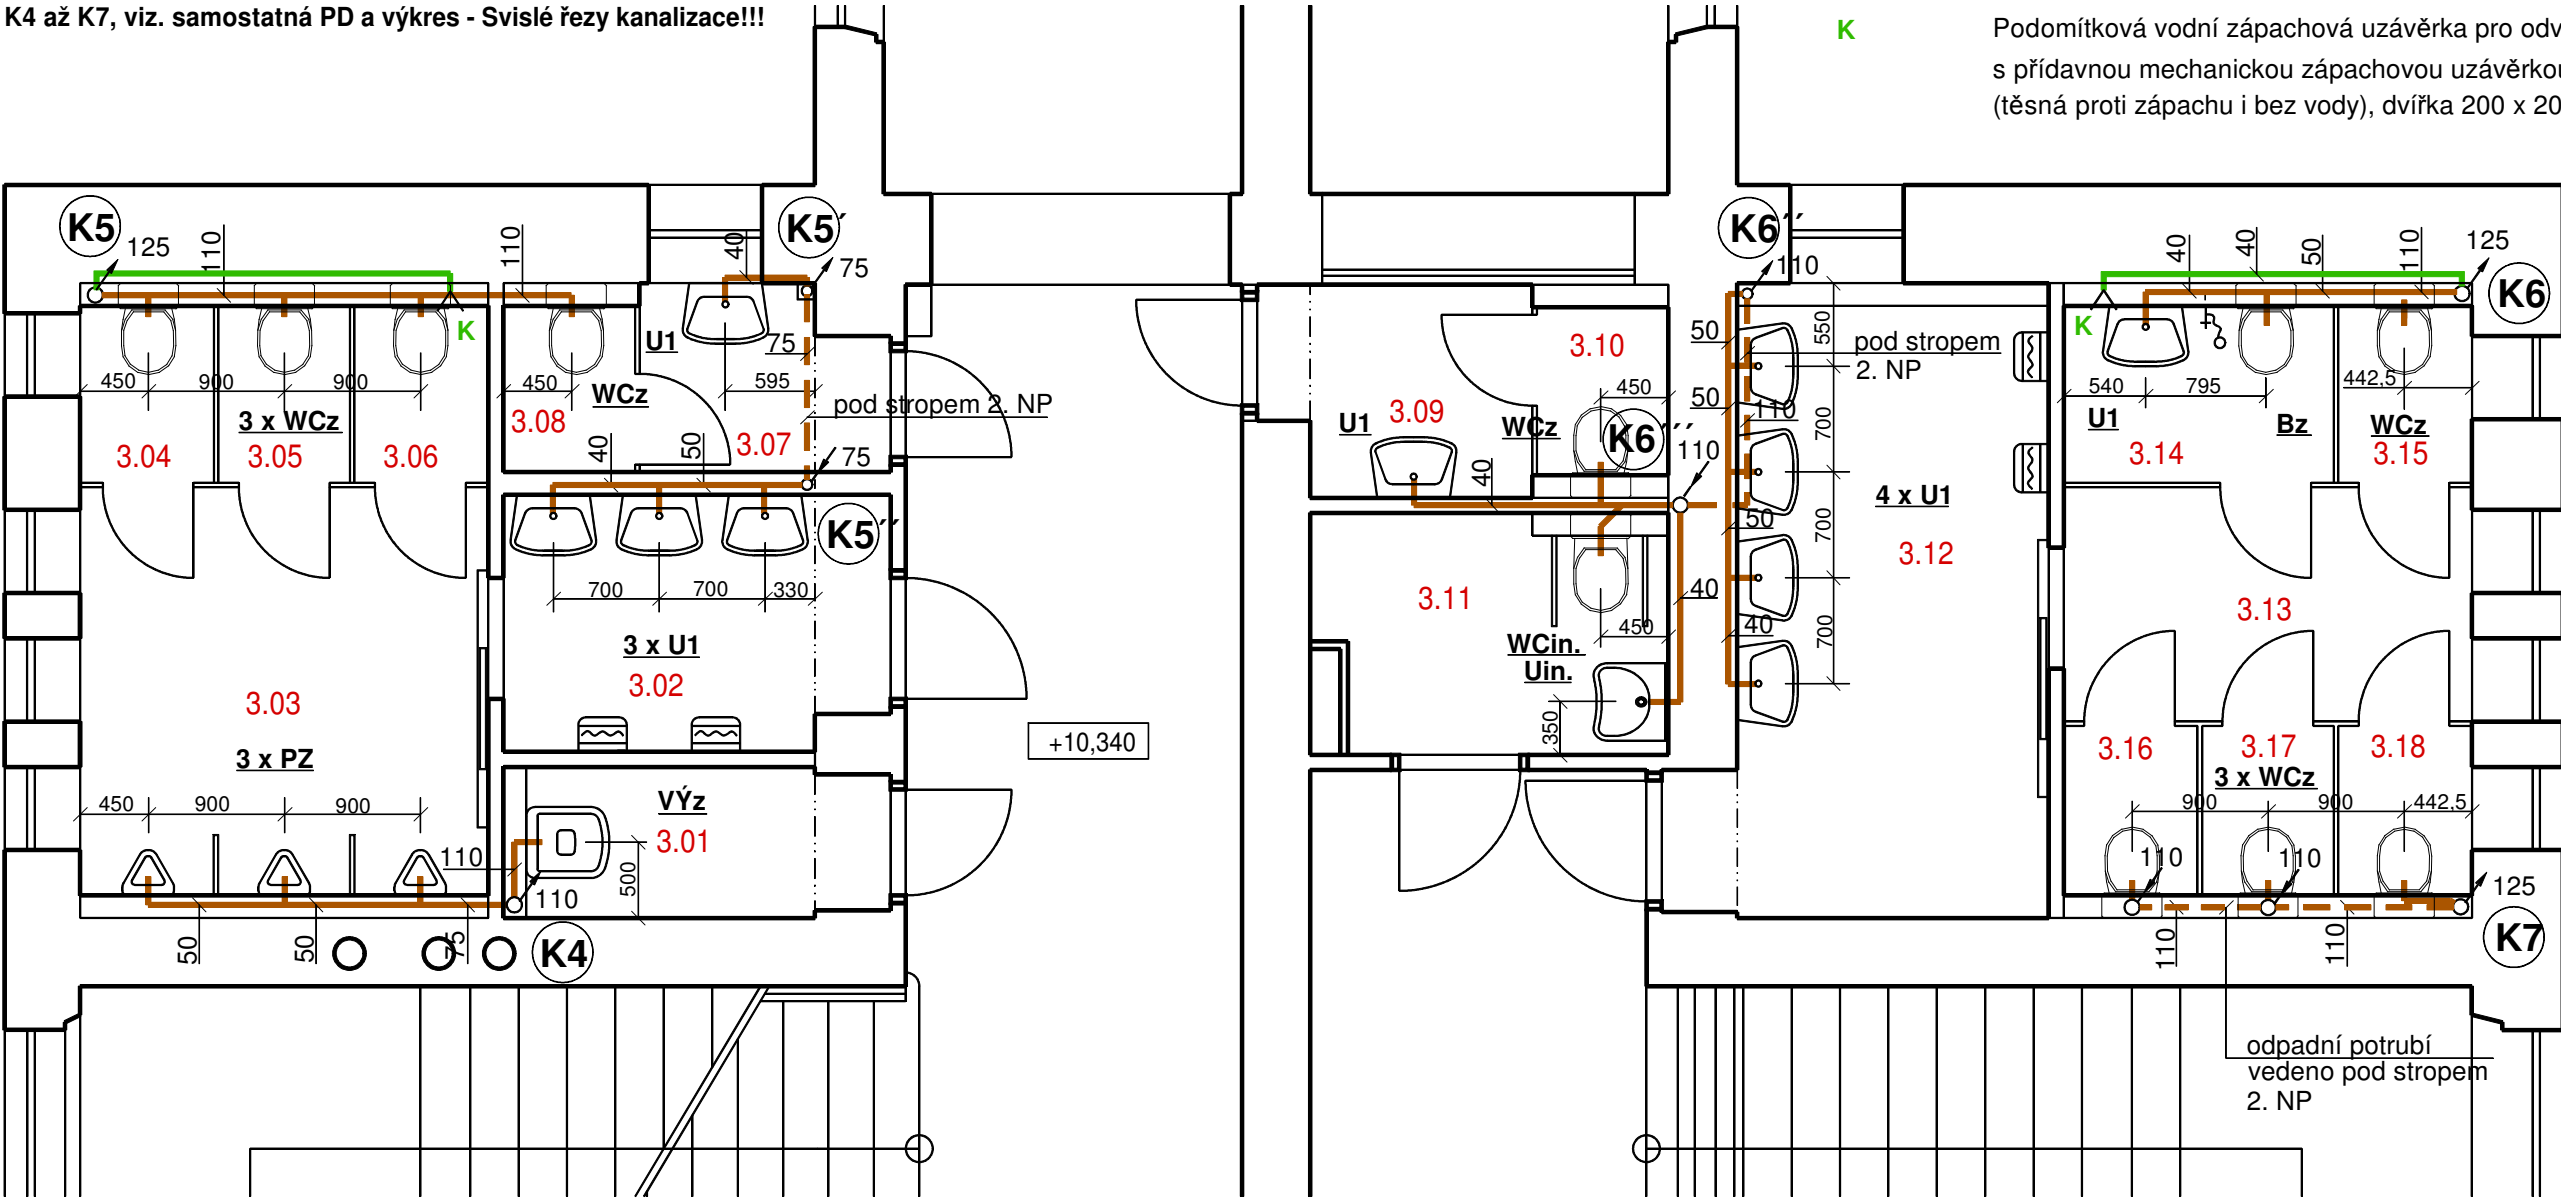 K4 až K7, viz. samostatná PD a výkres - Svislé řezy kanalizace!!!
K Podomítková vodní zápachová uzávěrka pro odv
s přídavnou mechanickou zápachovou uzávěrkou
(těsná proti zápachu i bez vody), dvířka 200 x 20
K5 125 110 110 40 K5´ 75
K6´´ 110 40 40 50 110 125 K6
K U1 75
450 900 900 450 595
3 x WCz WCz 3.08
pod stropem 2. NP
3.04 3.05 3.06 3.07
40 50 75
K5´´
700 700 330
3 x U1
3.02
3.03
3 x PZ
450 900 900
VÝz
3.01
110 500 110
50 50 75 K4
+10,340
3.10
450
U1 3.09 WCz K6´´´ 110
40
3.11
450
WCin.
Uin.
350
40
50 50 110 50 40
550 700 700 700
pod stropem
2. NP
4 x U1
3.12
K
540 795 442,5
U1 Bz WCz
3.14 3.15
3.13
3.16 3.17 3.18
3 x WCz
900 900 442,5
110 110 125
110 110 K7
odpadní potrubí
vedeno pod stropem
2. NP